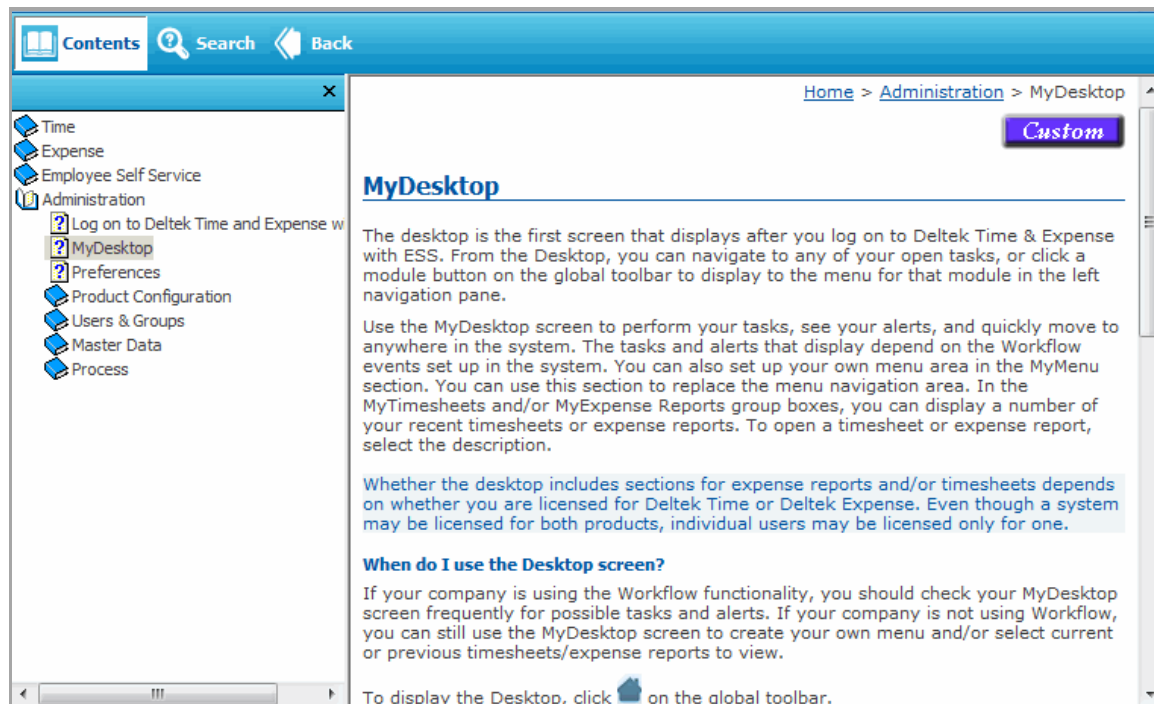 Contents Search Back
Home > Administration > MyDesktop
Custom
Time
Expense
Employee Self Service
Administration
Log on to Deltek Time and Expense w
MyDesktop
Preferences
Product Configuration
Users & Groups
Master Data
Process
MyDesktop
The desktop is the first screen that displays after you log on to Deltek Time & Expense
with ESS. From the Desktop, you can navigate to any of your open tasks, or click a
module button on the global toolbar to display to the menu for that module in the left
navigation pane.
Use the MyDesktop screen to perform your tasks, see your alerts, and quickly move to
anywhere in the system. The tasks and alerts that display depend on the Workflow
events set up in the system. You can also set up your own menu area in the MyMenu
section. You can use this section to replace the menu navigation area. In the
MyTimesheets and/or MyExpense Reports group boxes, you can display a number of
your recent timesheets or expense reports. To open a timesheet or expense report,
select the description.
Whether the desktop includes sections for expense reports and/or timesheets depends
on whether you are licensed for Deltek Time or Deltek Expense. Even though a system
may be licensed for both products, individual users may be licensed only for one.
When do I use the Desktop screen?
If your company is using the Workflow functionality, you should check your MyDesktop
screen frequently for possible tasks and alerts. If your company is not using Workflow,
you can still use the MyDesktop screen to create your own menu and/or select current
or previous timesheets/expense reports to view.
To display the Desktop, click on the global toolbar.